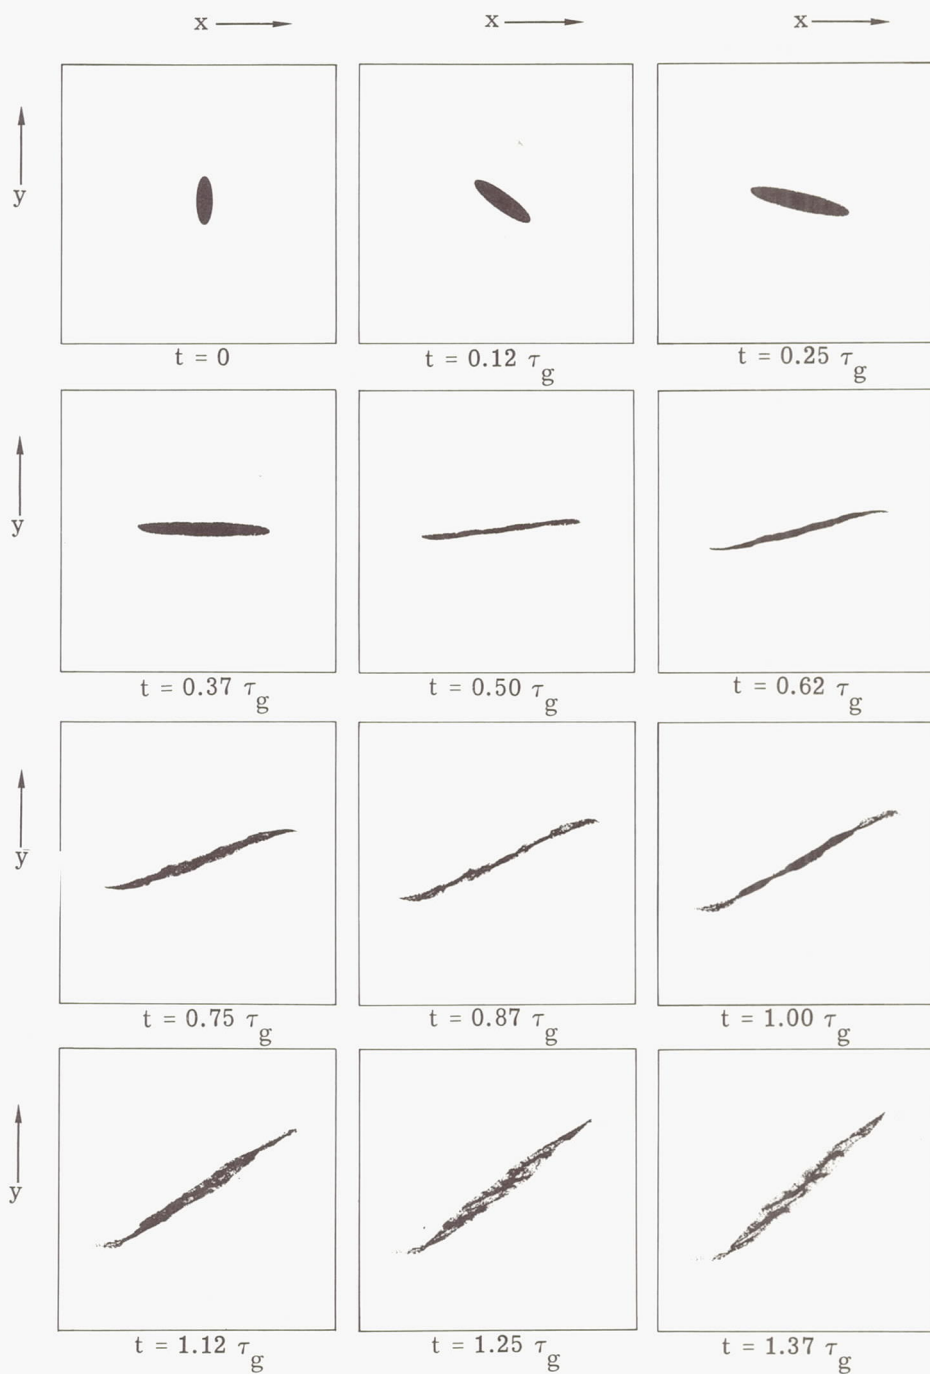 x x x
y
t = 0 t = 0.12 τg t = 0.25 τg
y
t = 0.37 τg t = 0.50 τg t = 0.62 τg
y
t = 0.75 τg t = 0.87 τg t = 1.00 τg
y
t = 1.12 τg t = 1.25 τg t = 1.37 τg